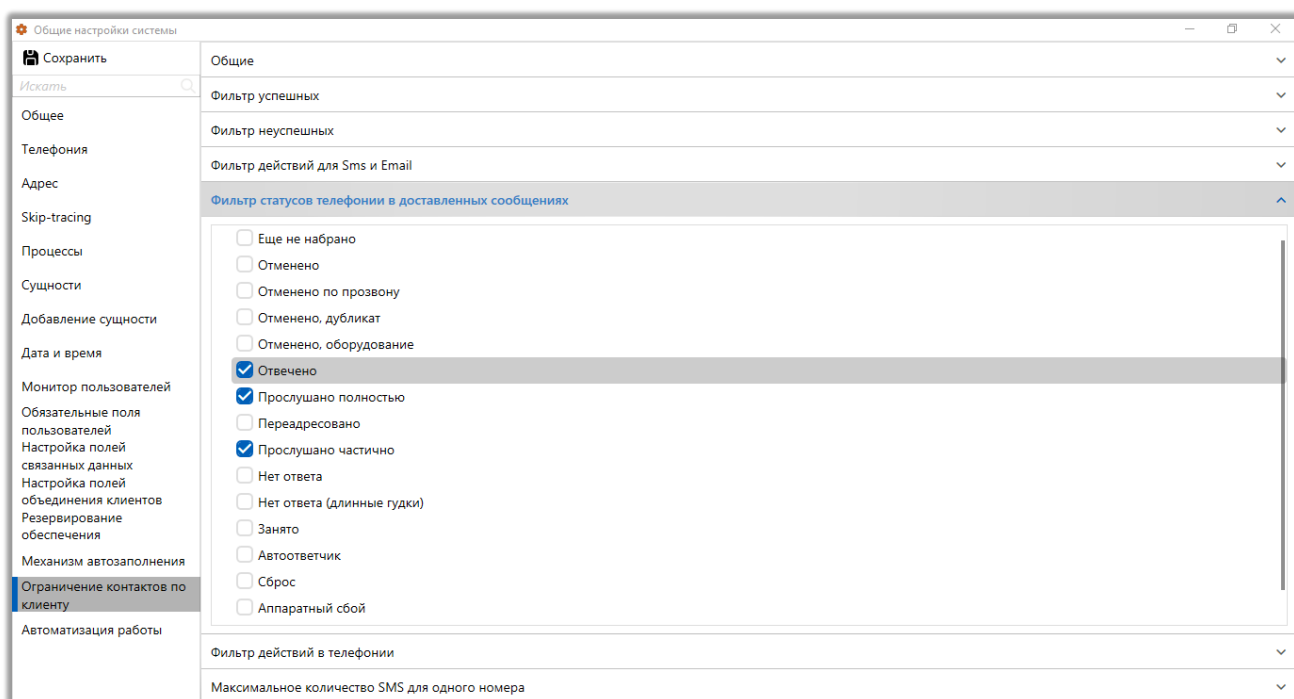 Общие настройки системы
Сохранить
Искать
Общее
Телефония
Адрес
Skip-tracing
Процессы
Сущности
Добавление сущности
Дата и время
Монитор пользователей
Обязательные поля
пользователей
Настройка полей
связанных данных
Настройка полей
объединения клиентов
Резервирование
обеспечения
Механизм автозаполнения
Ограничение контактов по
клиенту
Автоматизация работы
Общие
Фильтр успешных
Фильтр неуспешных
Фильтр действий для Sms и Email
Фильтр статусов телефонии в доставленных сообщениях
Еще не набрано
Отменено
Отменено по прозвону
Отменено, дубликат
Отменено, оборудование
Отвечено
Прослушано полностью
Переадресовано
Прослушано частично
Нет ответа
Нет ответа (длинные гудки)
Занято
Автоответчик
Сброс
Аппаратный сбой
Фильтр действий в телефонии
Максимальное количество SMS для одного номера